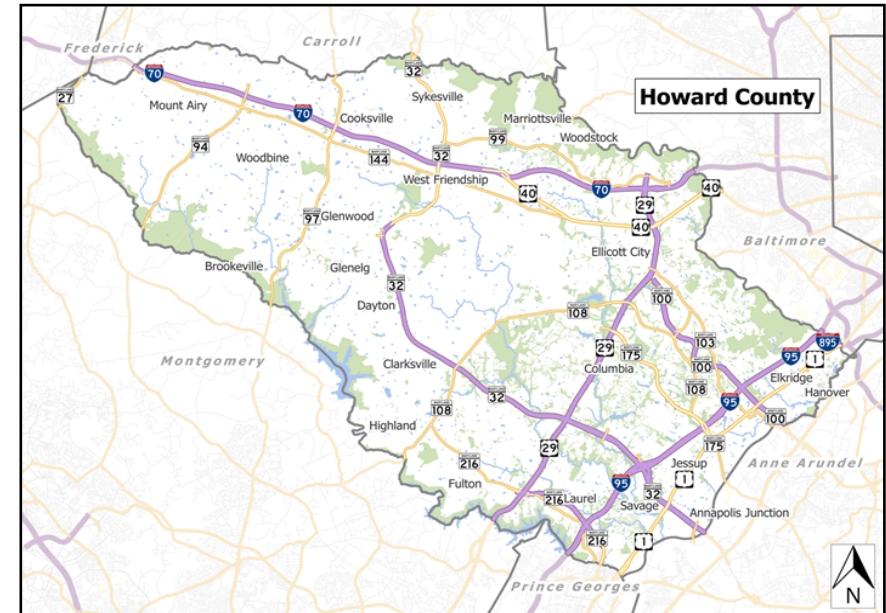 Frederick
Carroll
Howard County
70
27
Mount Airy
70
32
Sykesville
Cooksville
Marriottsville
99
Woodstock
94
Woodbine
144
32
West Friendship
40
70
40
29
97
Glenwood
40
Ellicott City
Baltimore
Brookeville
Glenelg
32
Dayton
100
108
29
175
103
895
95
1
Montgomery
Clarksville
Columbia
100
108
Elkridge
Hanover
32
95
108
100
Highland
29
175
216
Jessup
Anne Arundel
Fulton
95
1
216
Laurel
32
Savage
Annapolis Junction
216
1
Prince Georges
N
MARYLAND